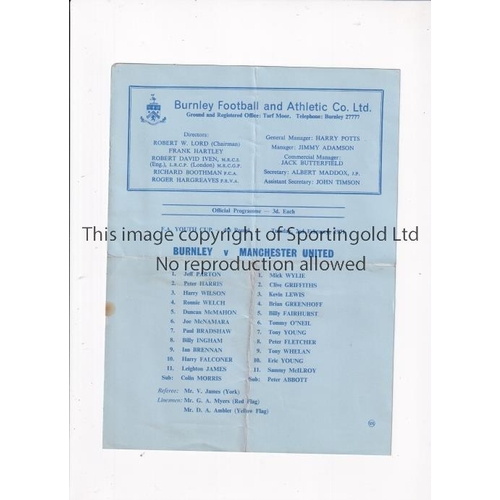 Burnley Football and Athletic Co. Ltd.
Ground and Registered Office: Turf Moor, Telephone: Burnley 27777
Directors:
ROBERT W. LORD (Chairman)
FRANK HARTLEY
ROBERT DAVID IVEN, M.R.C.S.
(Eng.), L.R.C.P. (London) M.R.C.G.P.
RICHARD BOOTHMAN F.C.A.
ROGER HARGREAVES F.R.V.A.
General Manager: HARRY POTTS
Manager: JIMMY ADAMSON
Commercial Manager:
JACK BUTTERFIELD
Secretary: ALBERT MADDOX, J.P.
Assistant Secretary: JOHN TIMSON
Official Programme — 3d. Each
F.A. YOUTH CUP
This image copyright of Sportingold Ltd
BURNLEY v MANCHESTER UNITED
No reproduction allowed
1. Jeff PARTON
2. Peter HARRIS
3. Harry WILSON
4. Ronnie WELCH
5. Duncan McMAHON
6. Joe McNAMARA
7. Paul BRADSHAW
8. Billy INGHAM
9. Ian BRENNAN
10. Harry FALCONER
11. Leighton JAMES
Sub: Colin MORRIS
1. Mick WYLIE
2. Clive GRIFFITHS
3. Kevin LEWIS
4. Brian GREENHOFF
5. Billy FAIRHURST
6. Tommy O'NEIL
7. Tony YOUNG
8. Peter FLETCHER
9. Tony WHELAN
10. Eric YOUNG
11. Sammy McILROY
Sub: Peter ABBOTT
Referee: Mr. V. James (York)
Linesmen: Mr. G. A. Myers (Red Flag)
Mr. D. A. Ambler (Yellow Flag)